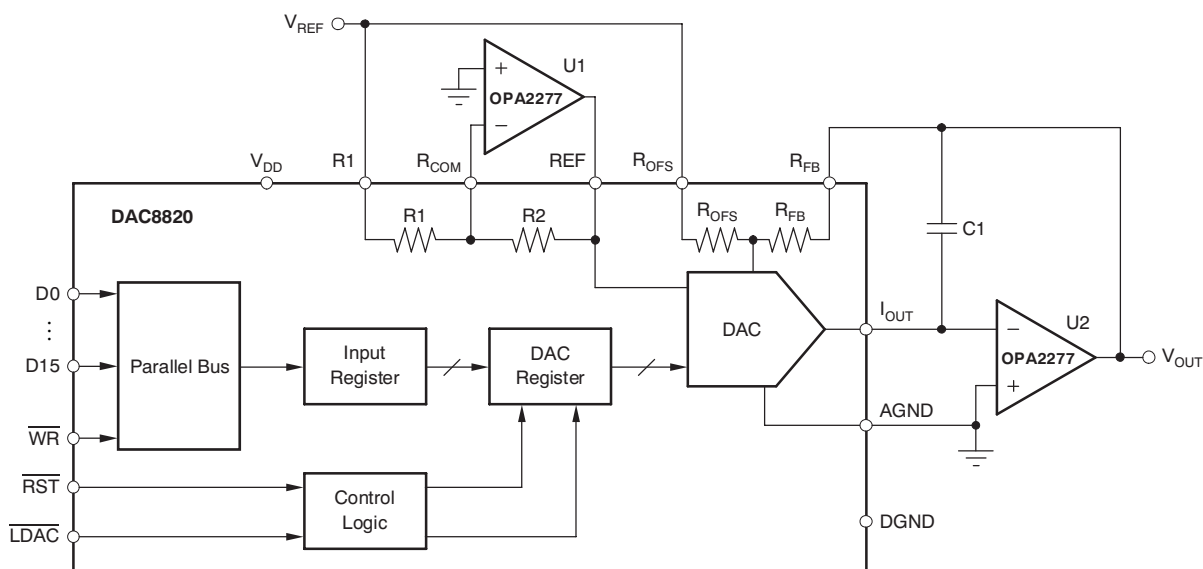 V_REF
U1
+
OPA2277
−
V_DD
R1
R_COM
REF
R_OFS
R_FB
DAC8820
R1
R2
R_OFS
R_FB
C1
D0
⋮
D15
WR
RST
LDAC
Parallel Bus
Input
Register
DAC
Register
DAC
Control
Logic
I_OUT
−
U2
OPA2277
+
V_OUT
AGND
DGND